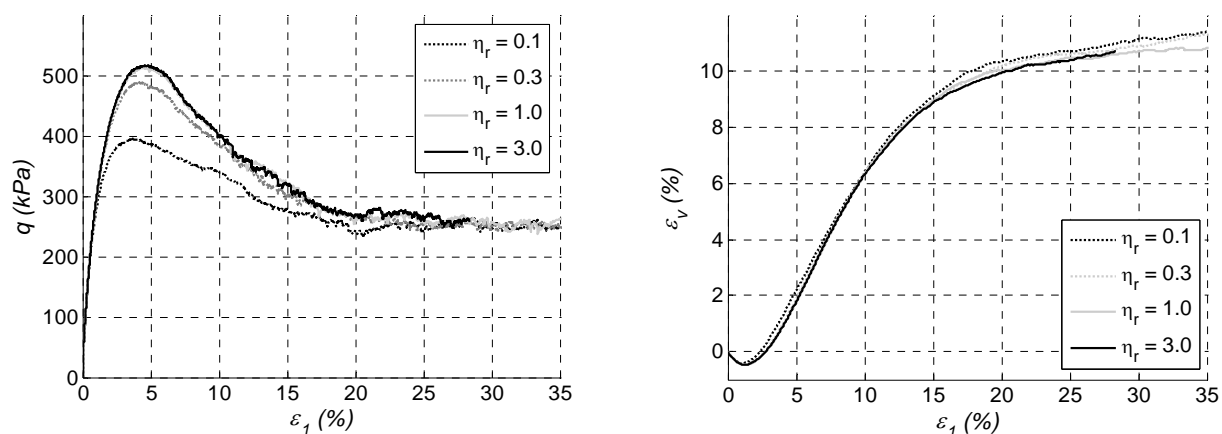 500
400
300
200
100
0
q (kPa)
0 5 10 15 20 25 30 35
ε1 (%)
ηr = 0.1
ηr = 0.3
ηr = 1.0
ηr = 3.0
10
8
6
4
2
0
εv (%)
0 5 10 15 20 25 30 35
ε1 (%)
ηr = 0.1
ηr = 0.3
ηr = 1.0
ηr = 3.0